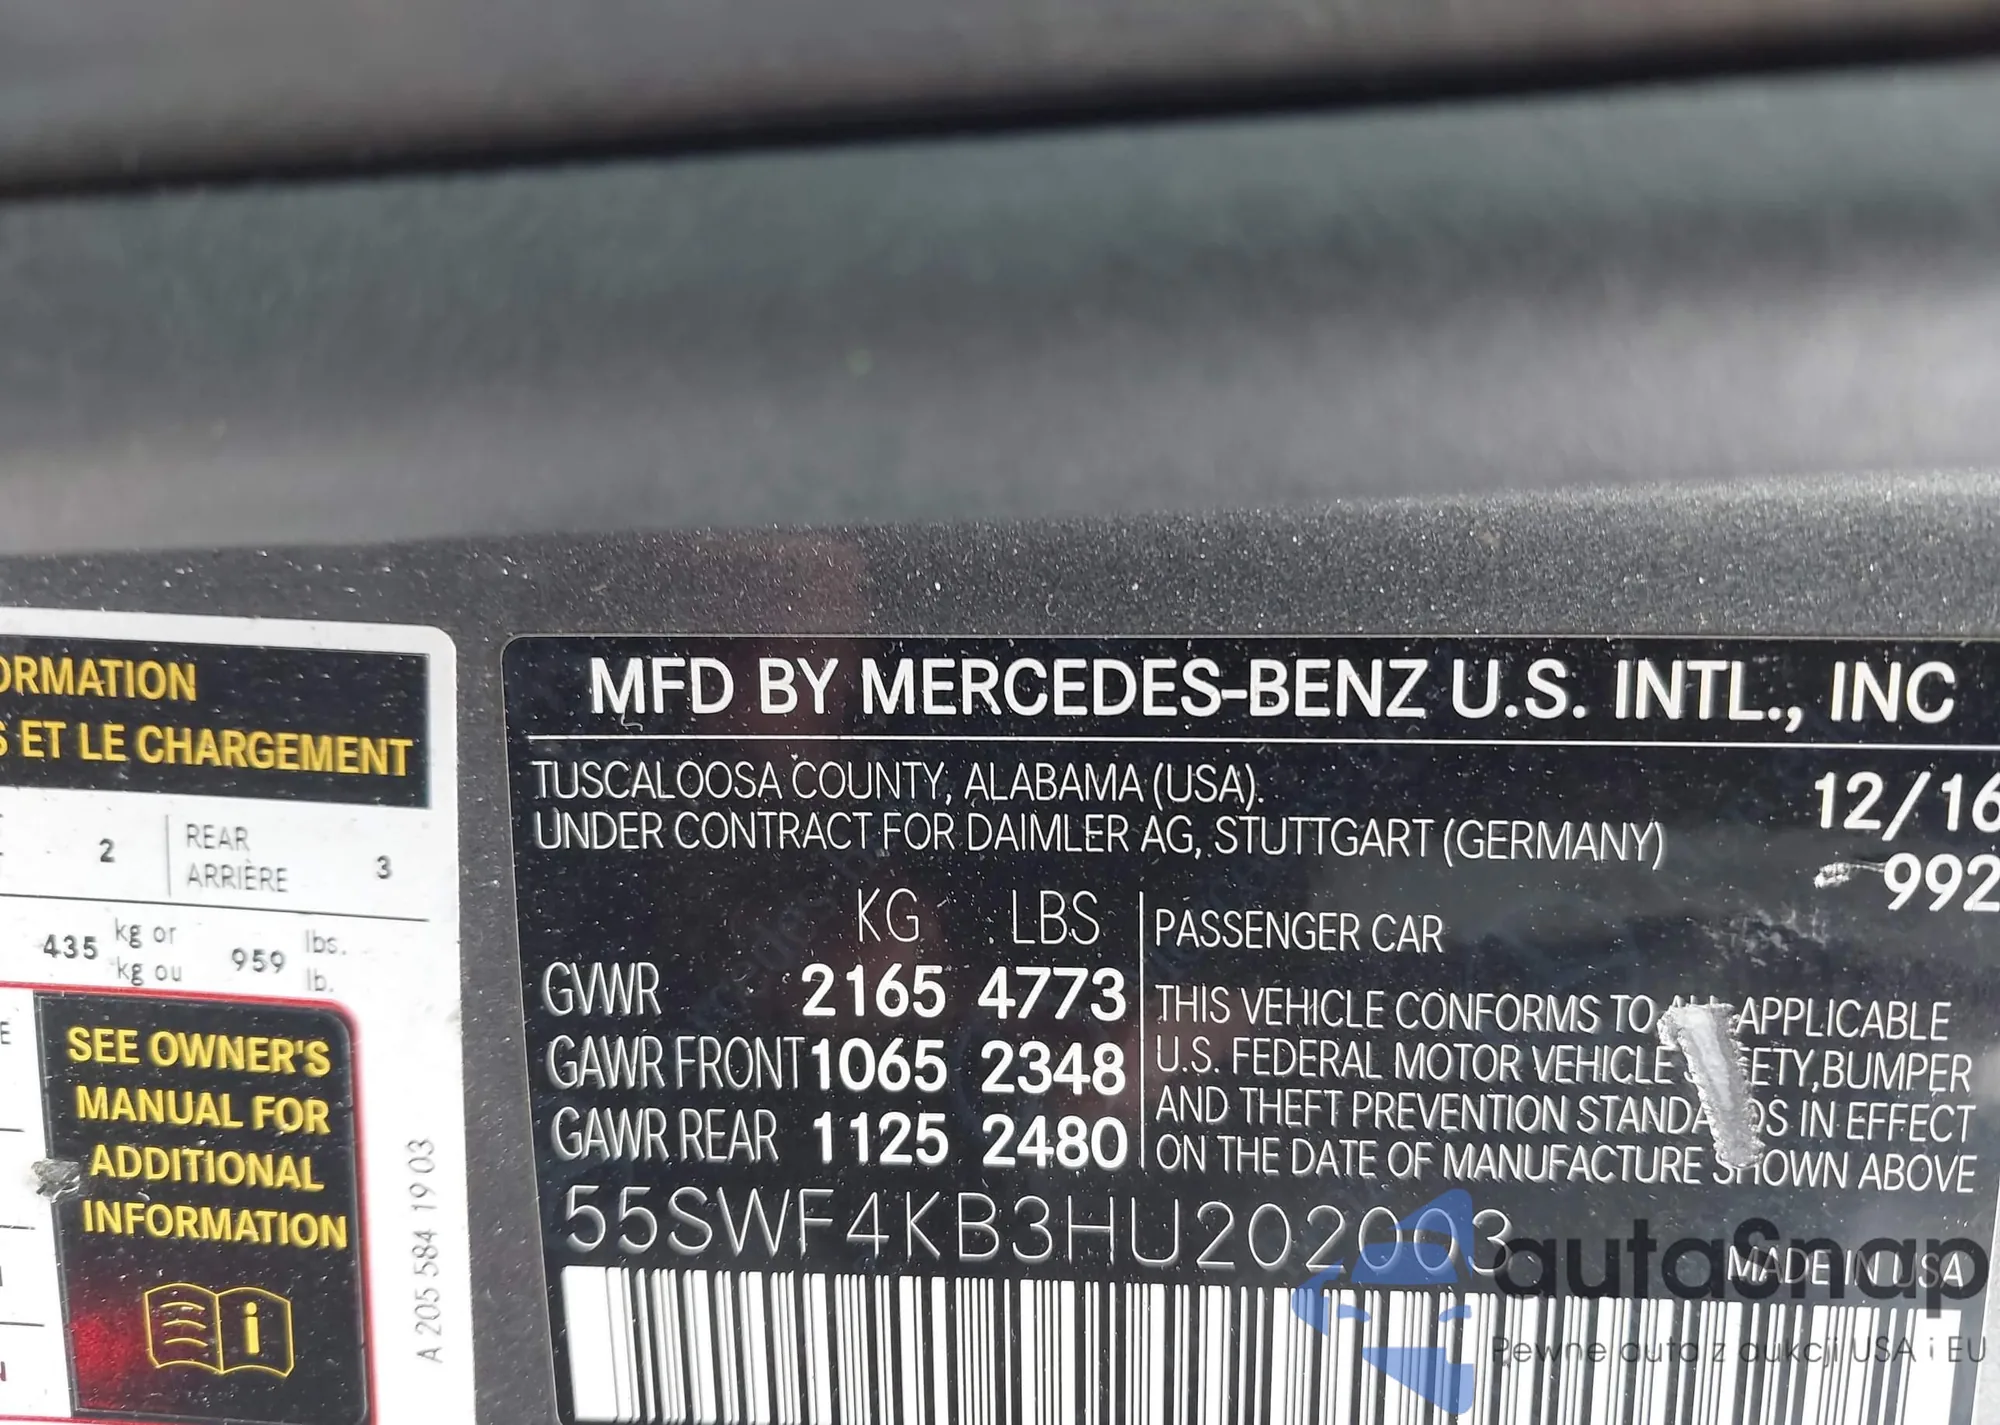 ORMATION
S ET LE CHARGEMENT
2 REAR 3
ARRIÈRE
435 kg or 959 lbs.
kg ou lb.
SEE OWNER'S
MANUAL FOR
ADDITIONAL
INFORMATION
i
A 205 584 19 03
MFD BY MERCEDES-BENZ U.S. INTL., INC
TUSCALOOSA COUNTY, ALABAMA (USA). 12/16
UNDER CONTRACT FOR DAIMLER AG, STUTTGART (GERMANY) 992
KG LBS PASSENGER CAR
GVWR 2165 4773
GAWR FRONT 1065 2348
GAWR REAR 1125 2480
THIS VEHICLE CONFORMS TO APPLICABLE
U.S. FEDERAL MOTOR VEHICLE BUMPER
AND THEFT PREVENTION IN EFFECT
ON THE DATE OF MANUFACTURE SHOWN ABOVE
55SWF4KB3HU202003
MADE IN USA
autaSnap
Pewne auta z aukcji USA i EU